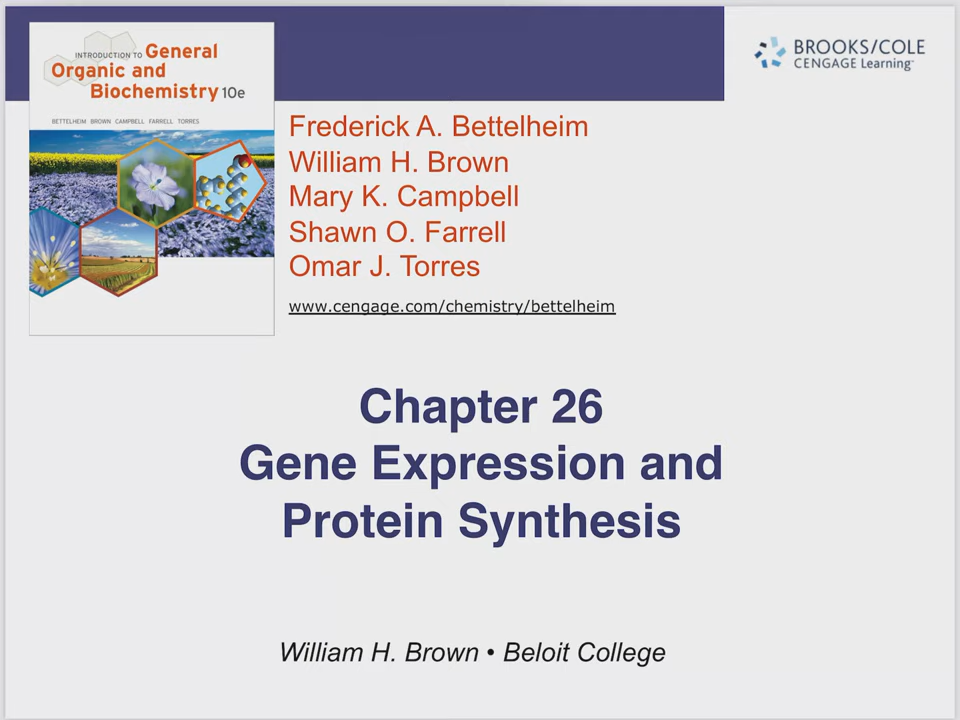 INTRODUCTION TO General
Organic and
Biochemistry 10e
BETTELHEIM BROWN CAMPBELL FARRELL TORRES
BROOKS/COLE
CENGAGE Learning™
Frederick A. Bettelheim
William H. Brown
Mary K. Campbell
Shawn O. Farrell
Omar J. Torres
www.cengage.com/chemistry/bettelheim
Chapter 26
Gene Expression and
Protein Synthesis
William H. Brown • Beloit College